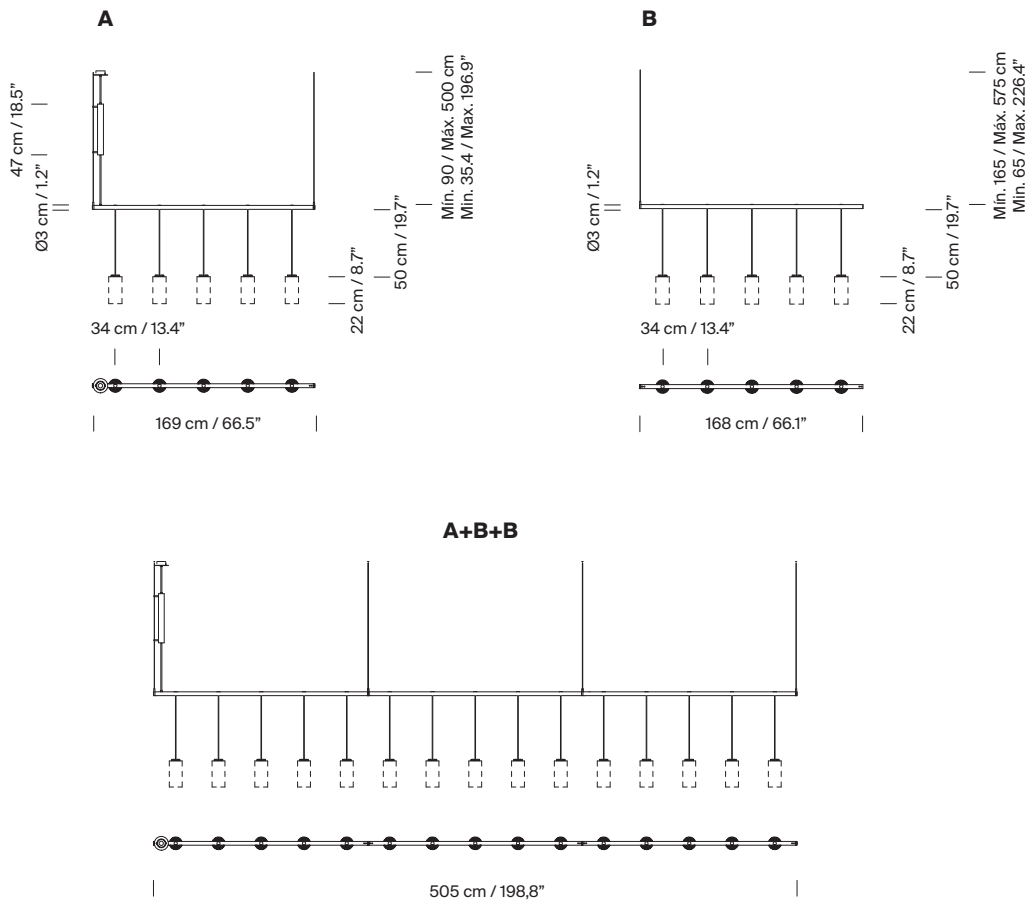 A
47 cm / 18.5”
Ø3 cm / 1.2”
Mín. 90 / Máx. 500 cm
Min. 35.4 / Max. 196.9”
50 cm / 19.7”
22 cm / 8.7”
34 cm / 13.4”
169 cm / 66.5”
B
Ø3 cm / 1.2”
Mín. 165 / Máx. 575 cm
Min. 65 / Max. 226.4”
50 cm / 19.7”
22 cm / 8.7”
34 cm / 13.4”
168 cm / 66.1”
A+B+B
505 cm / 198,8”